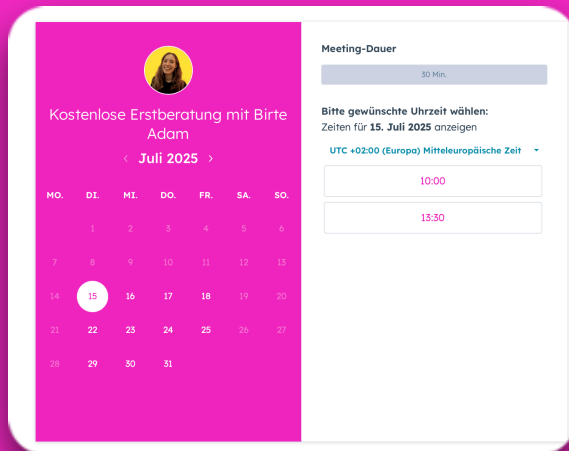 Kostenlose Erstberatung mit Birte
Adam
Juli 2025
MO. DI. MI. DO. FR. SA. SO.
1 2 3 4 5 6
7 8 9 10 11 12 13
14 15 16 17 18 19 20
21 22 23 24 25 26 27
28 29 30 31
Meeting-Dauer
30 Min.
Bitte gewünschte Uhrzeit wählen:
Zeiten für 15. Juli 2025 anzeigen
UTC +02:00 (Europa) Mitteleuropäische Zeit
10:00
13:30